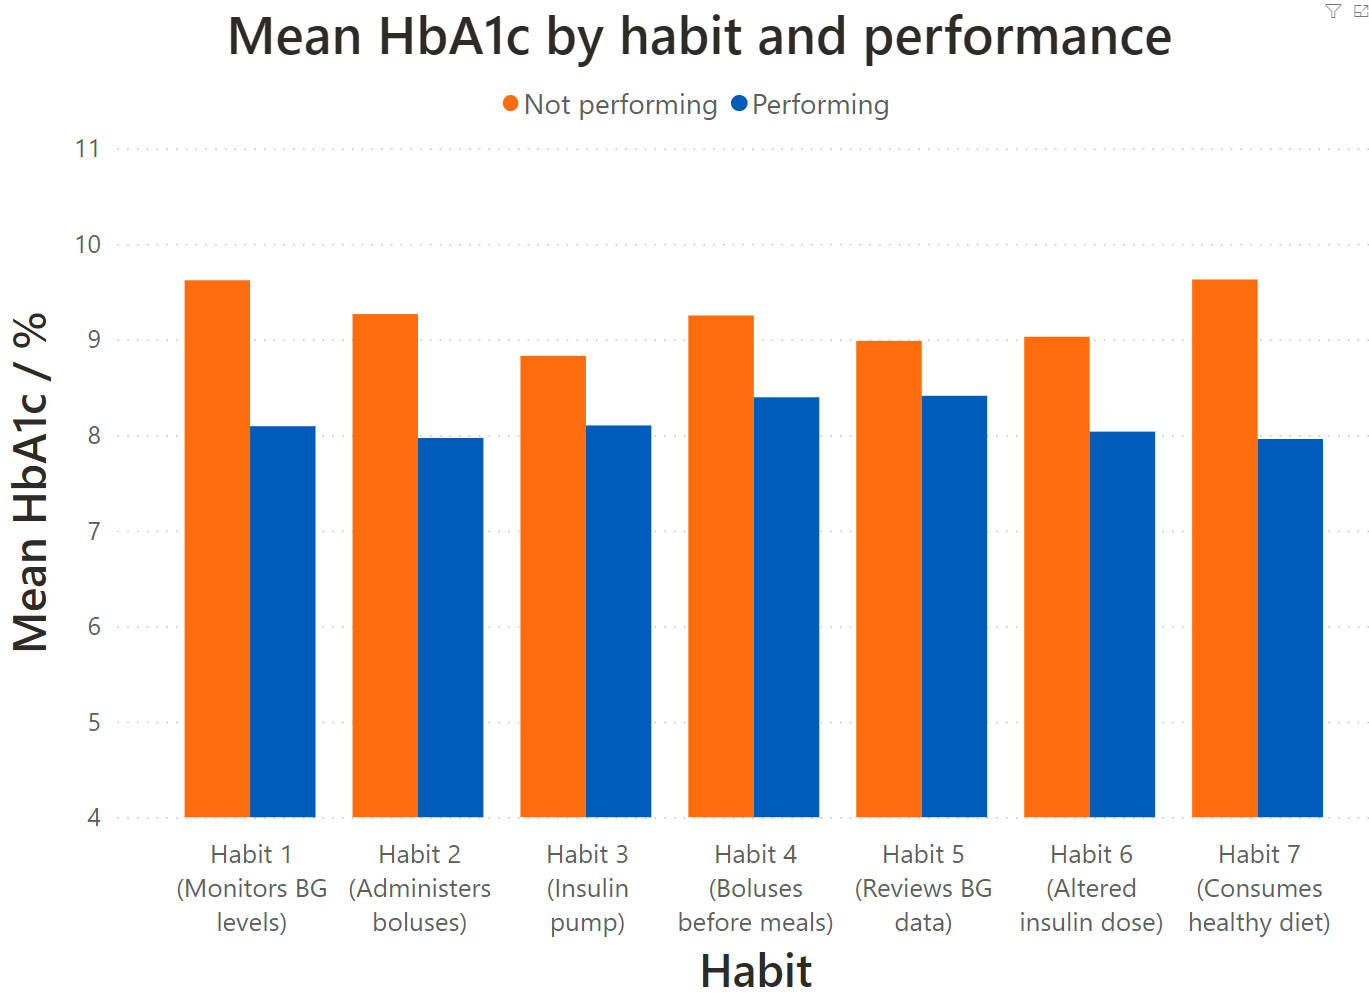 Mean HbA1c by habit and performance
Not performing Performing
11
10
9
8
7
6
5
4
Mean HbA1c / %
Habit 1
(Monitors BG
levels)
Habit 2
(Administers
boluses)
Habit 3
(Insulin
pump)
Habit 4
(Boluses
before meals)
Habit 5
(Reviews BG
data)
Habit 6
(Altered
insulin dose)
Habit 7
(Consumes
healthy diet)
Habit